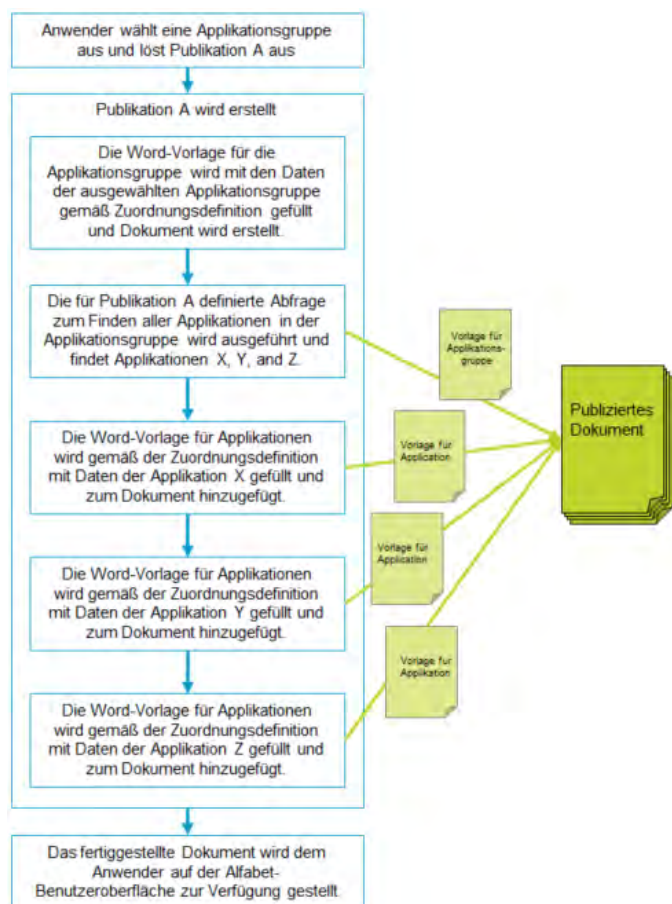 Anwender wählt eine Applikationsgruppe
aus und löst Publikation A aus
Publikation A wird erstellt
Die Word-Vorlage für die
Applikationsgruppe wird mit den Daten
der ausgewählten Applikationsgruppe
gemäß Zuordnungsdefinition gefüllt
und Dokument wird erstellt.
Die für Publikation A definierte Abfrage
zum Finden aller Applikationen in der
Applikationsgruppe wird ausgeführt und
findet Applikationen X, Y, and Z.
Die Word-Vorlage für Applikationen
wird gemäß der Zuordnungsdefinition
mit Daten der Applikation X gefüllt und
zum Dokument hinzugefügt.
Die Word-Vorlage für Applikationen
wird gemäß der Zuordnungsdefinition
mit Daten der Applikation Y gefüllt und
zum Dokument hinzugefügt.
Die Word-Vorlage für Applikationen
wird gemäß der Zuordnungsdefinition
mit Daten der Applikation Z gefüllt und
zum Dokument hinzugefügt.
Das fertiggestellte Dokument wird dem
Anwender auf der Alfabet-
Benutzeroberfläche zur Verfügung gestellt
Vorlage für
Applikations-
gruppe
Vorlage für
Application
Vorlage für
Application
Vorlage für
Applikation
Publiziertes
Dokument